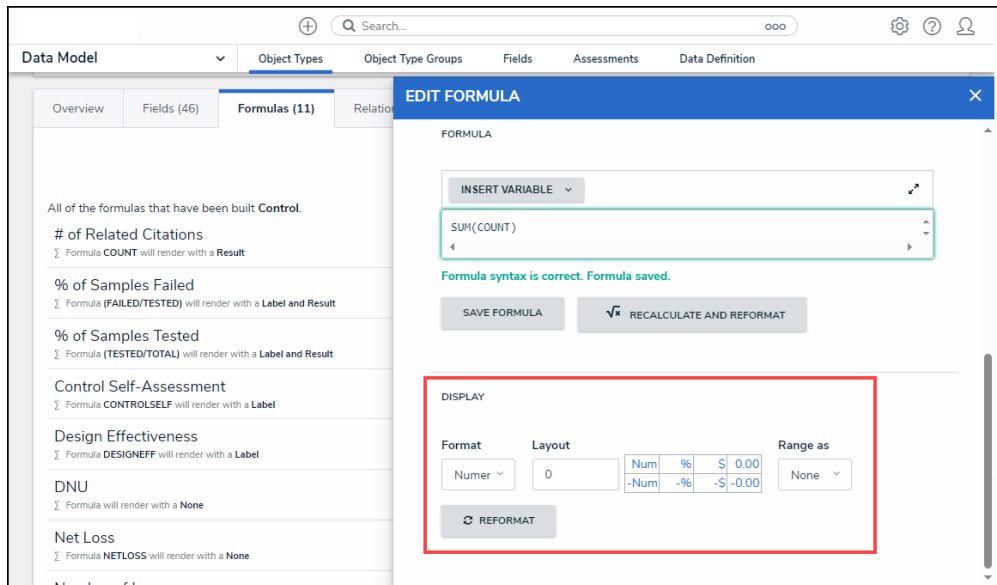 Search...
ooo
Data Model
Object Types
Object Type Groups
Fields
Assessments
Data Definition
Overview
Fields (46)
Formulas (11)
Relation
All of the formulas that have been built Control.
# of Related Citations
∑ Formula COUNT will render with a Result
% of Samples Failed
∑ Formula (FAILED/TESTED) will render with a Label and Result
% of Samples Tested
∑ Formula (TESTED/TOTAL) will render with a Label and Result
Control Self-Assessment
∑ Formula CONTROLSELF will render with a Label
Design Effectiveness
∑ Formula DESIGNEFF will render with a Label
DNU
∑ Formula will render with a None
Net Loss
∑ Formula NETLOSS will render with a None
EDIT FORMULA
FORMULA
INSERT VARIABLE
SUM(COUNT)
Formula syntax is correct. Formula saved.
SAVE FORMULA
RECALCULATE AND REFORMAT
DISPLAY
Format
Layout
Range as
Numer
0
Num % $ 0.00
-Num -% -$ -0.00
None
REFORMAT